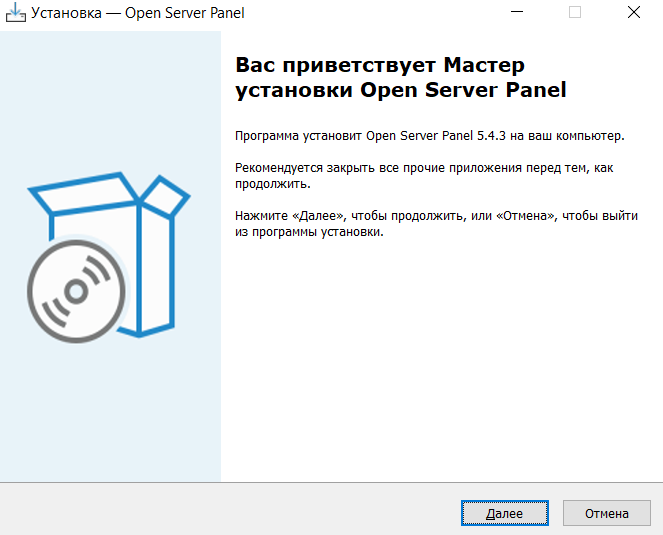 Установка — Open Server Panel
Вас приветствует Мастер
установки Open Server Panel
Программа установит Open Server Panel 5.4.3 на ваш компьютер.
Рекомендуется закрыть все прочие приложения перед тем, как
продолжить.
Нажмите «Далее», чтобы продолжить, или «Отмена», чтобы выйти
из программы установки.
Далее
Отмена